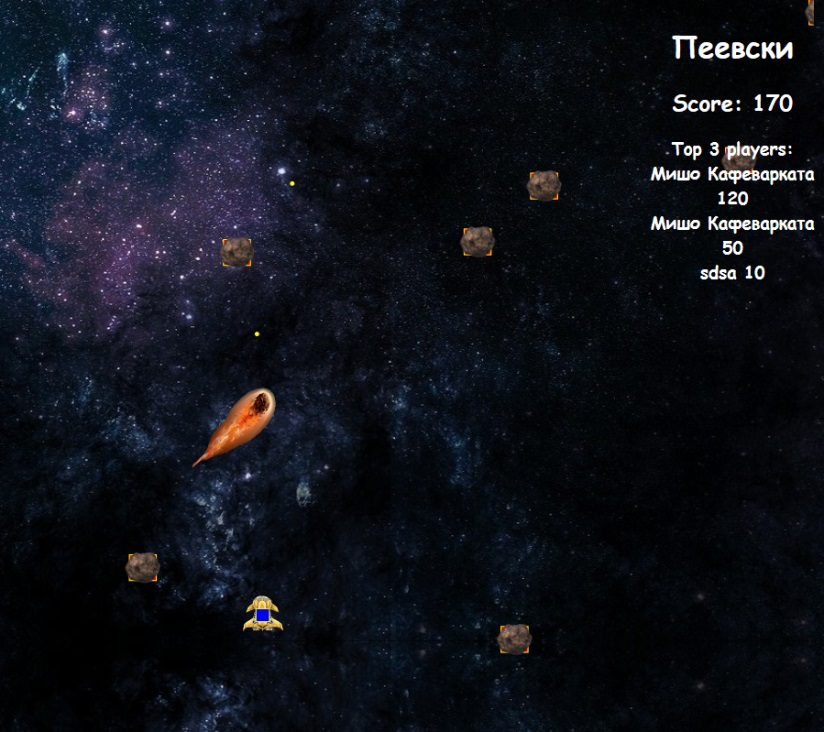 Пеевски
Score: 170
Top 3 players:
Мишо Кафеварката
120
Мишо Кафеварката
50
sdsa 10